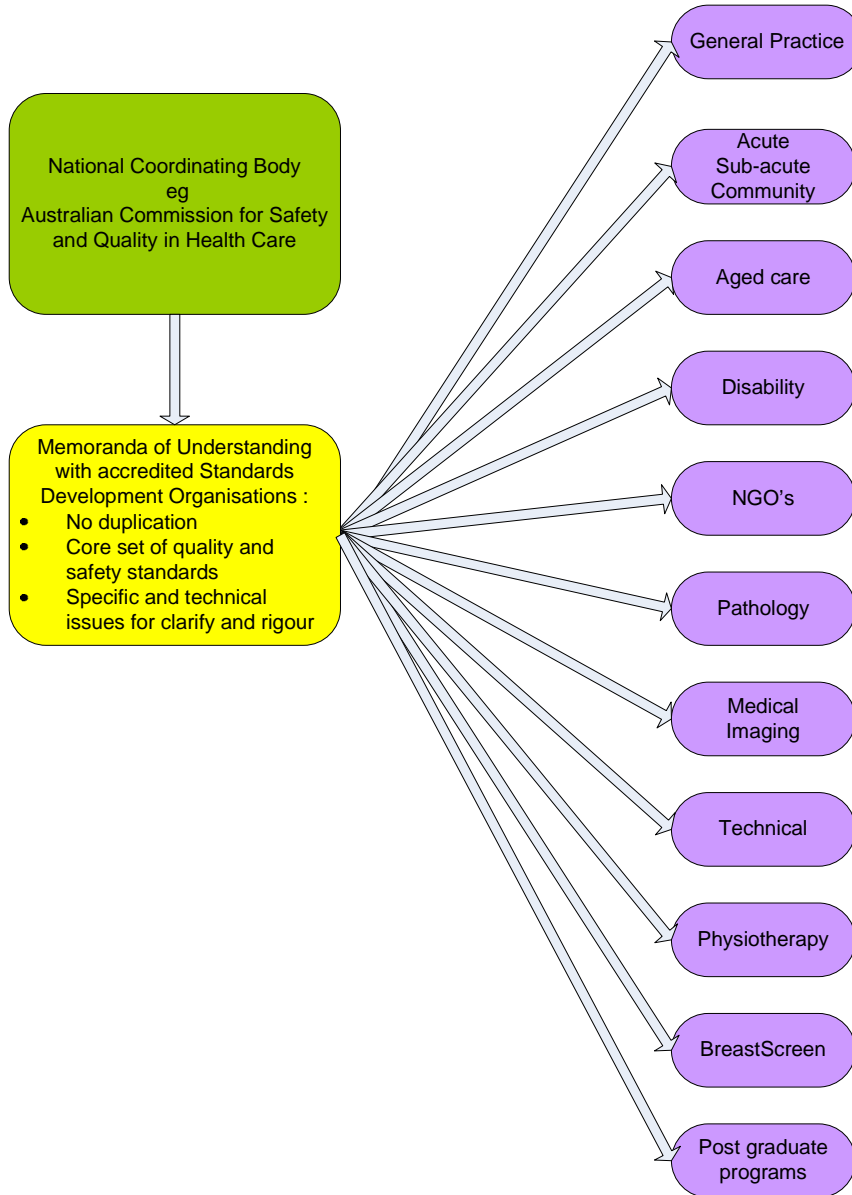 National Coordinating Body
eg
Australian Commission for Safety
and Quality in Health Care
Memoranda of Understanding
with accredited Standards
Development Organisations :
• No duplication
• Core set of quality and
safety standards
• Specific and technical
issues for clarify and rigour
General Practice
Acute
Sub-acute
Community
Aged care
Disability
NGO's
Pathology
Medical
Imaging
Technical
Physiotherapy
BreastScreen
Post graduate
programs